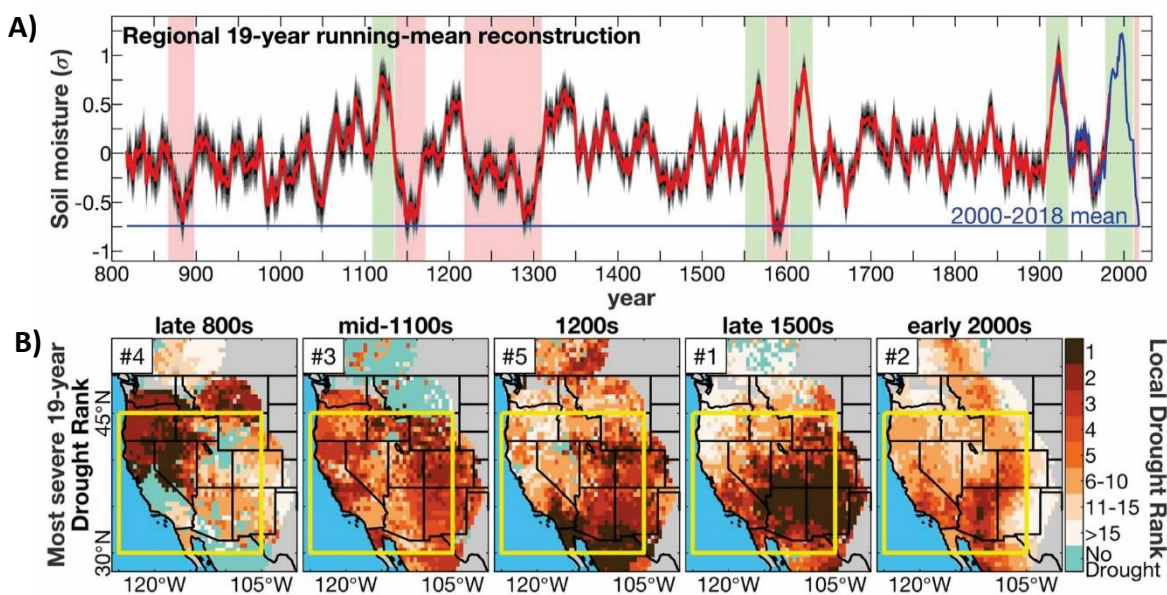 A)
Regional 19-year running-mean reconstruction
Soil moisture (σ)
1
0.5
0
-0.5
-1
2000-2018 mean
800 900 1000 1100 1200 1300 1400 1500 1600 1700 1800 1900 2000
year
B)
late 800s mid-1100s 1200s late 1500s early 2000s
#4 #3 #5 #1 #2
Most severe 19-year
Drought Rank
45°N
30°N
120°W 105°W 120°W 105°W 120°W 105°W 120°W 105°W 120°W 105°W
1
2
3
4
5
6-10
11-15
>15
No
Drought
Local Drought Rank